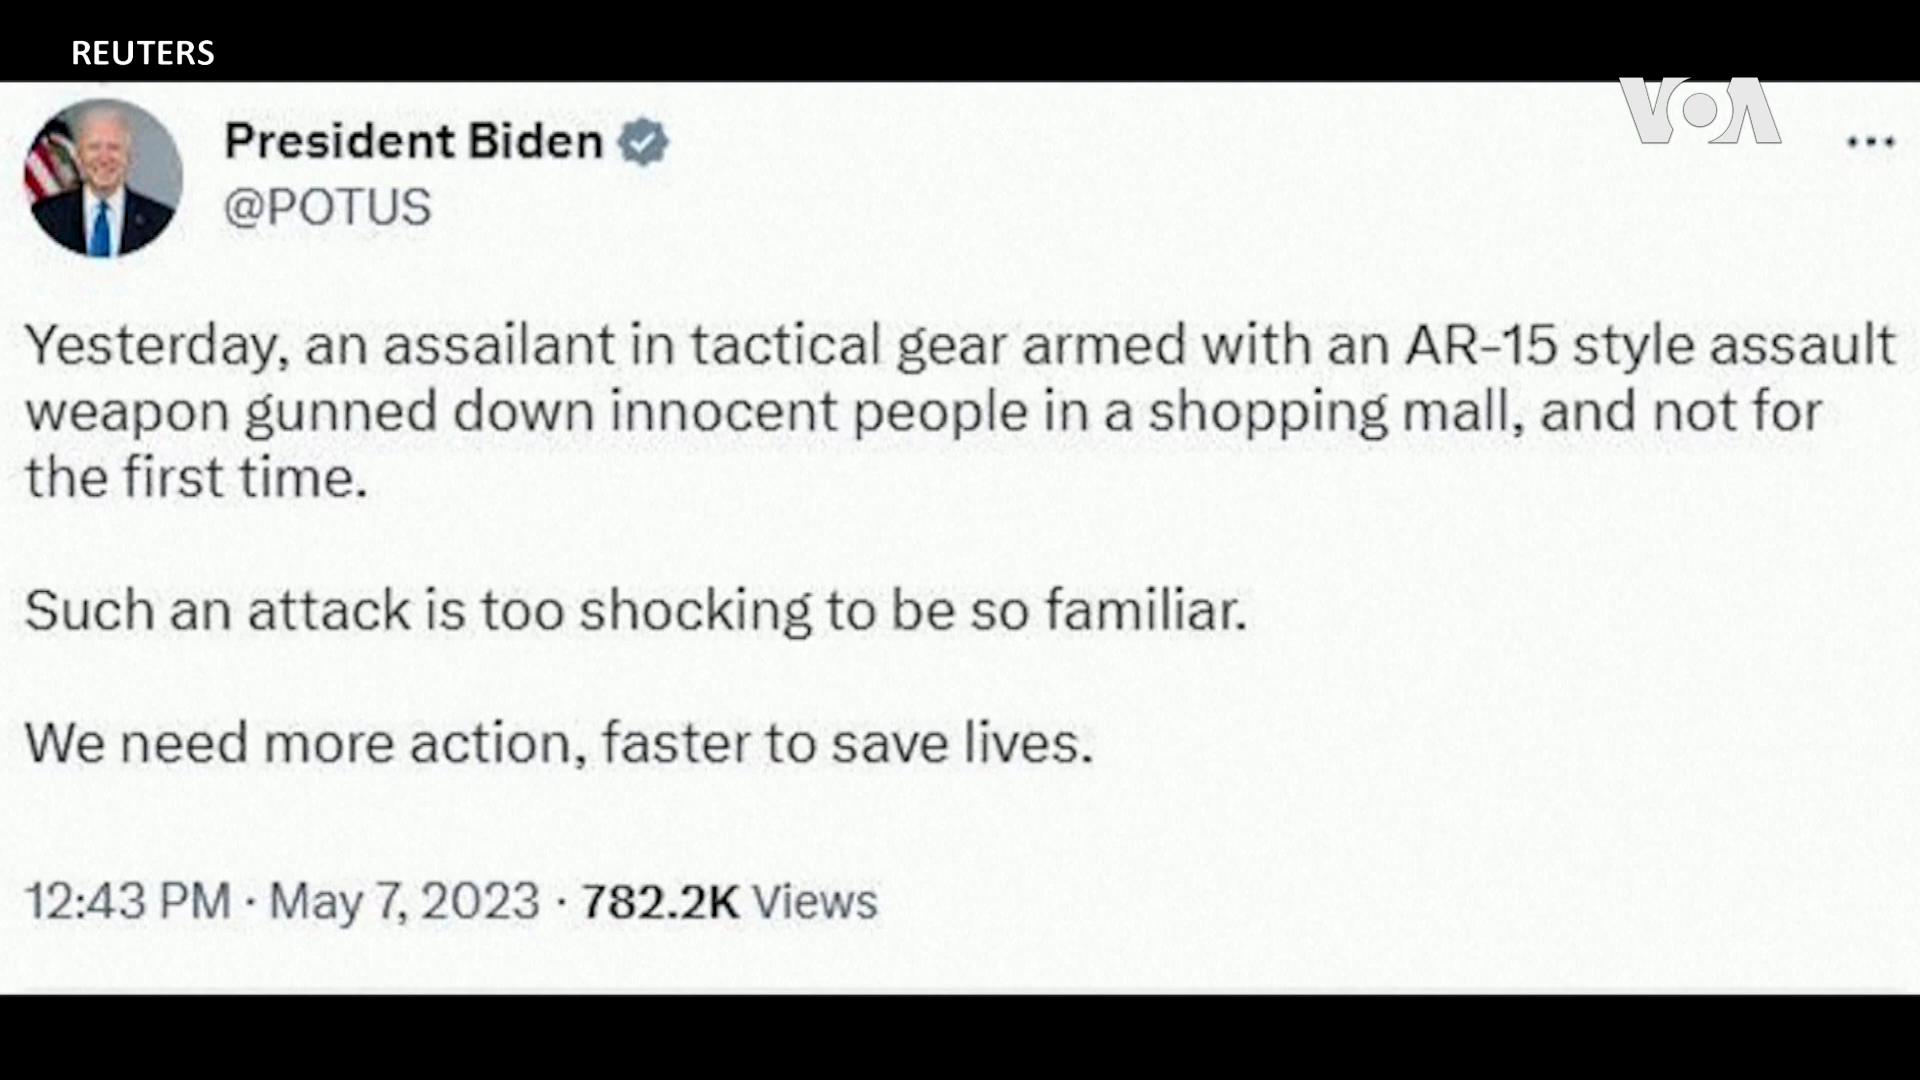 REUTERS
VOA
President Biden
@POTUS
Yesterday, an assailant in tactical gear armed with an AR-15 style assault
weapon gunned down innocent people in a shopping mall, and not for
the first time.
Such an attack is too shocking to be so familiar.
We need more action, faster to save lives.
12:43 PM · May 7, 2023 · 782.2K Views